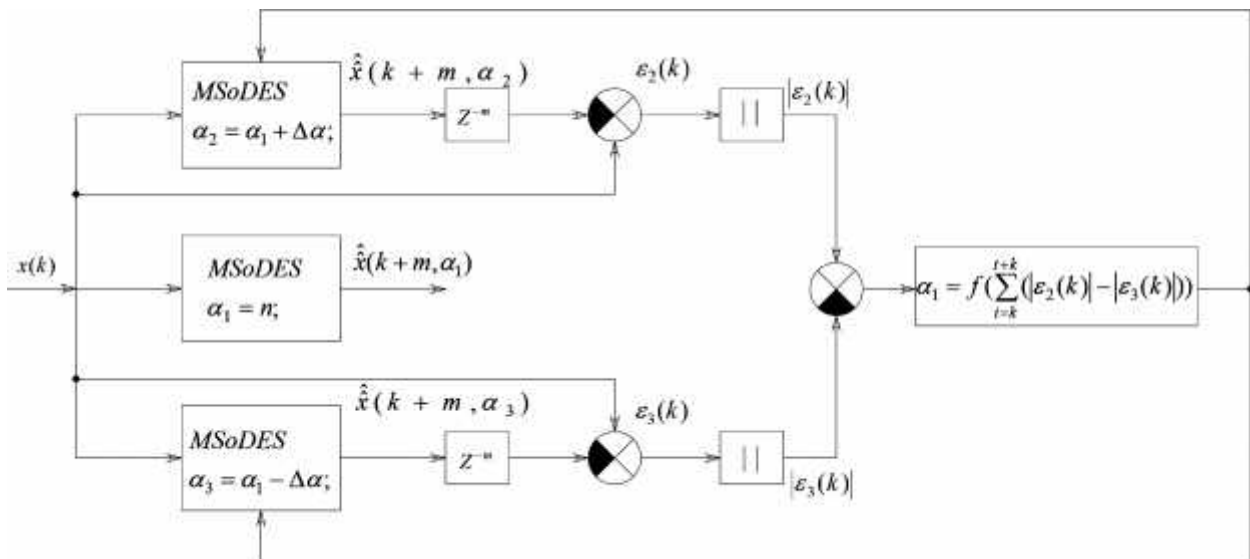 MSoDES
α₂ = α₁ + Δα;
x̂̂(k + m, α₂)
Z⁻ᵐ
ε₂(k)
| |
|ε₂(k)|
x(k)
MSoDES
α₁ = n;
x̂̂(k + m, α₁)
α₁ = f(∑ᵢ₌ₖᵗ⁺ᵏ(|ε₂(k)| − |ε₃(k)|))
MSoDES
α₃ = α₁ − Δα;
x̂̂(k + m, α₃)
Z⁻ᵐ
ε₃(k)
| |
|ε₃(k)|